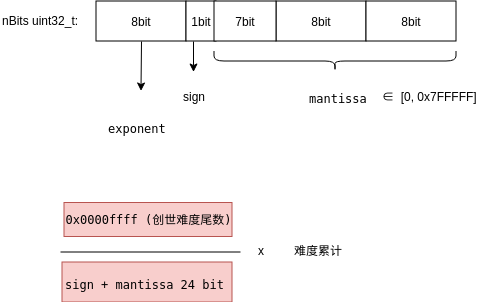 nBits uint32_t: 8bit 1bit 7bit 8bit 8bit
sign
mantissa ∈ [0, 0x7FFFFF]
exponent
0x0000ffff (创世难度尾数)
x 难度累计
sign + mantissa 24 bit